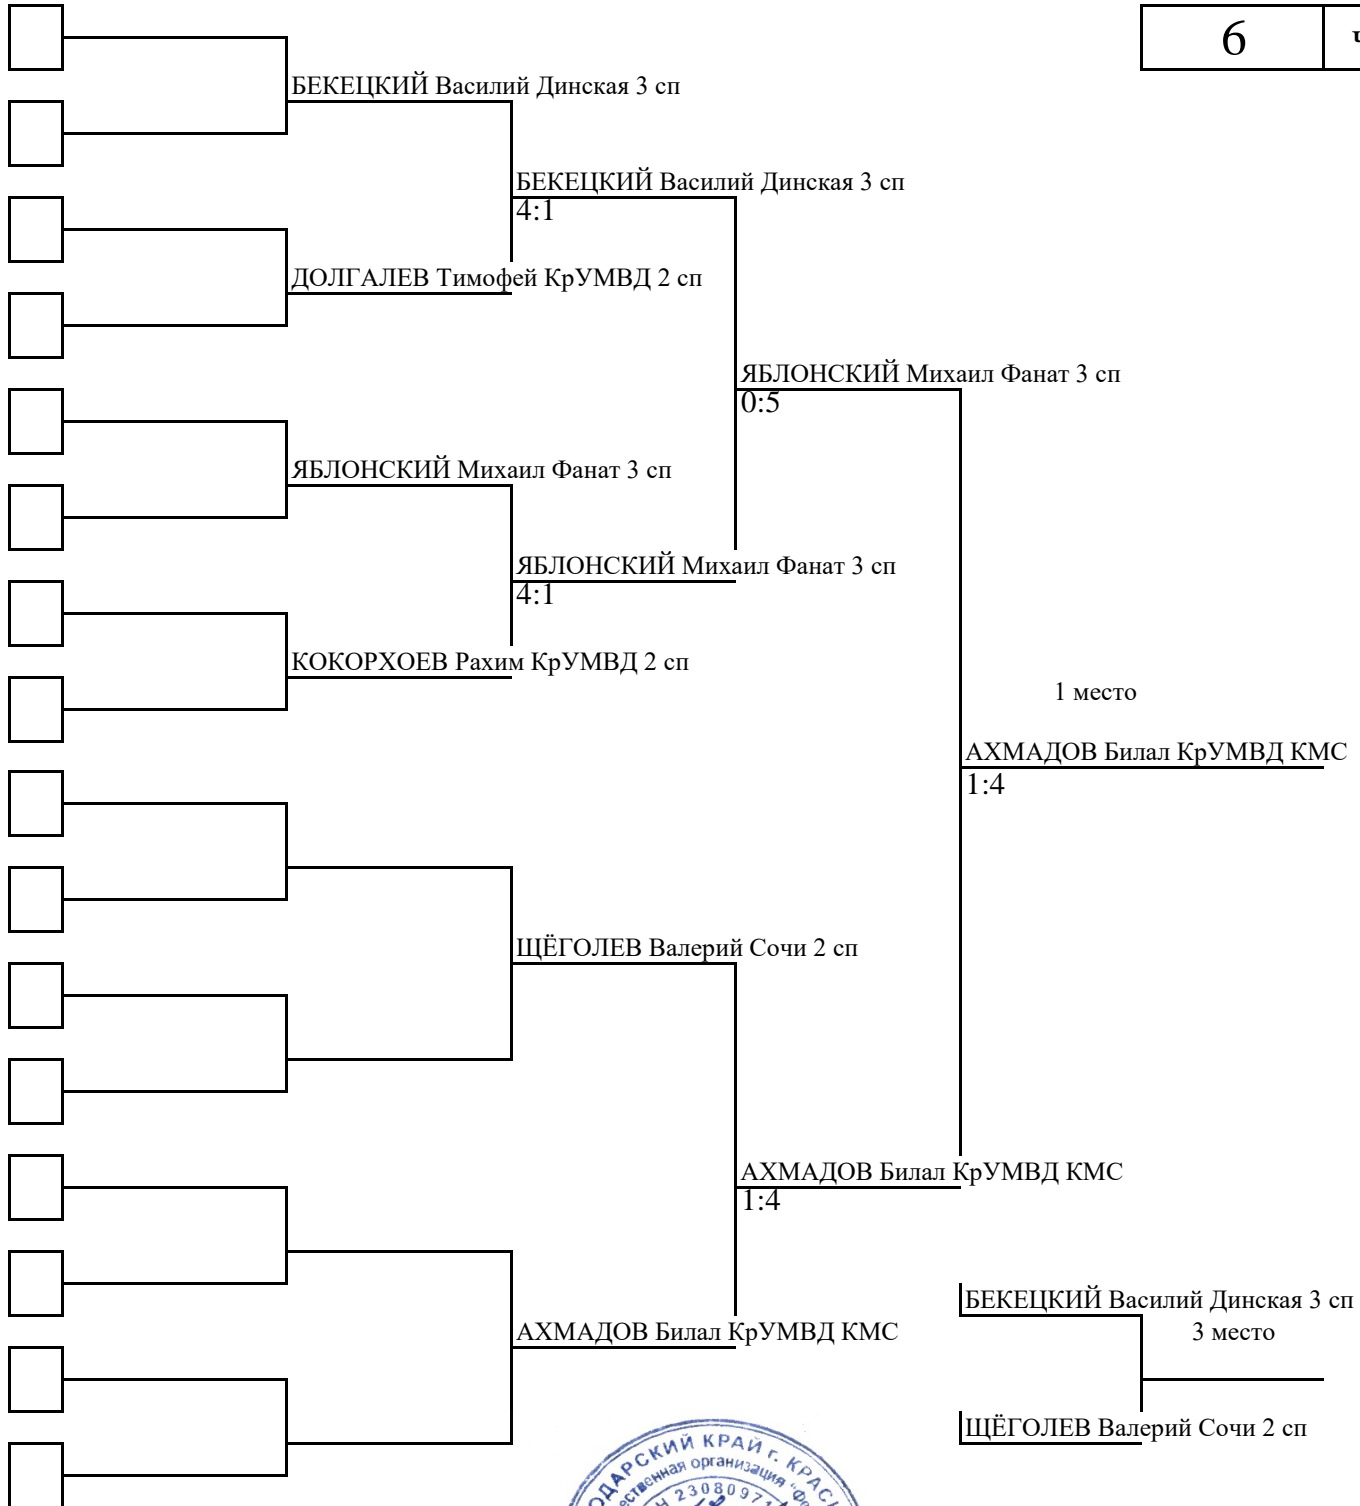 6
БЕКЕЦКИЙ Василий Динская 3 сп
БЕКЕЦКИЙ Василий Динская 3 сп
4:1
ДОЛГАЛЕВ Тимофей КрУМВД 2 сп
ЯБЛОНСКИЙ Михаил Фанат 3 сп
0:5
ЯБЛОНСКИЙ Михаил Фанат 3 сп
ЯБЛОНСКИЙ Михаил Фанат 3 сп
4:1
КОКОРХОЕВ Рахим КрУМВД 2 сп
1 место
АХМАДОВ Билал КрУМВД КМС
1:4
ЩЁГОЛЕВ Валерий Сочи 2 сп
АХМАДОВ Билал КрУМВД КМС
1:4
БЕКЕЦКИЙ Василий Динская 3 сп
АХМАДОВ Билал КрУМВД КМС
3 место
ЩЁГОЛЕВ Валерий Сочи 2 сп
КРАЙ г.
организация